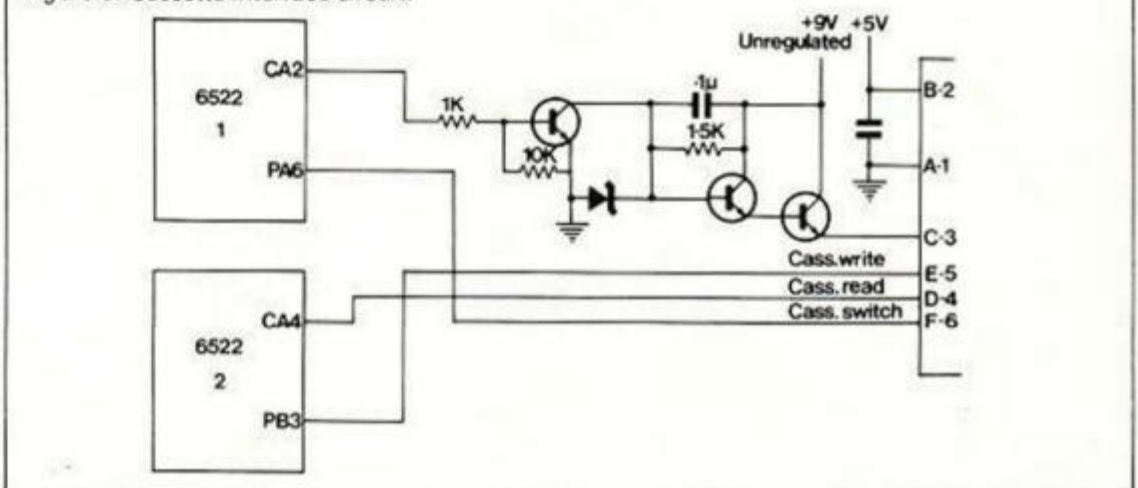 +9V +5V
Unregulated
CA2
6522
1
PA6
1K
10K
.1μ
1·5K
B-2
A-1
C-3
Cass.write
E-5
Cass. read
D-4
Cass. switch
F-6
CA4
6522
2
PB3